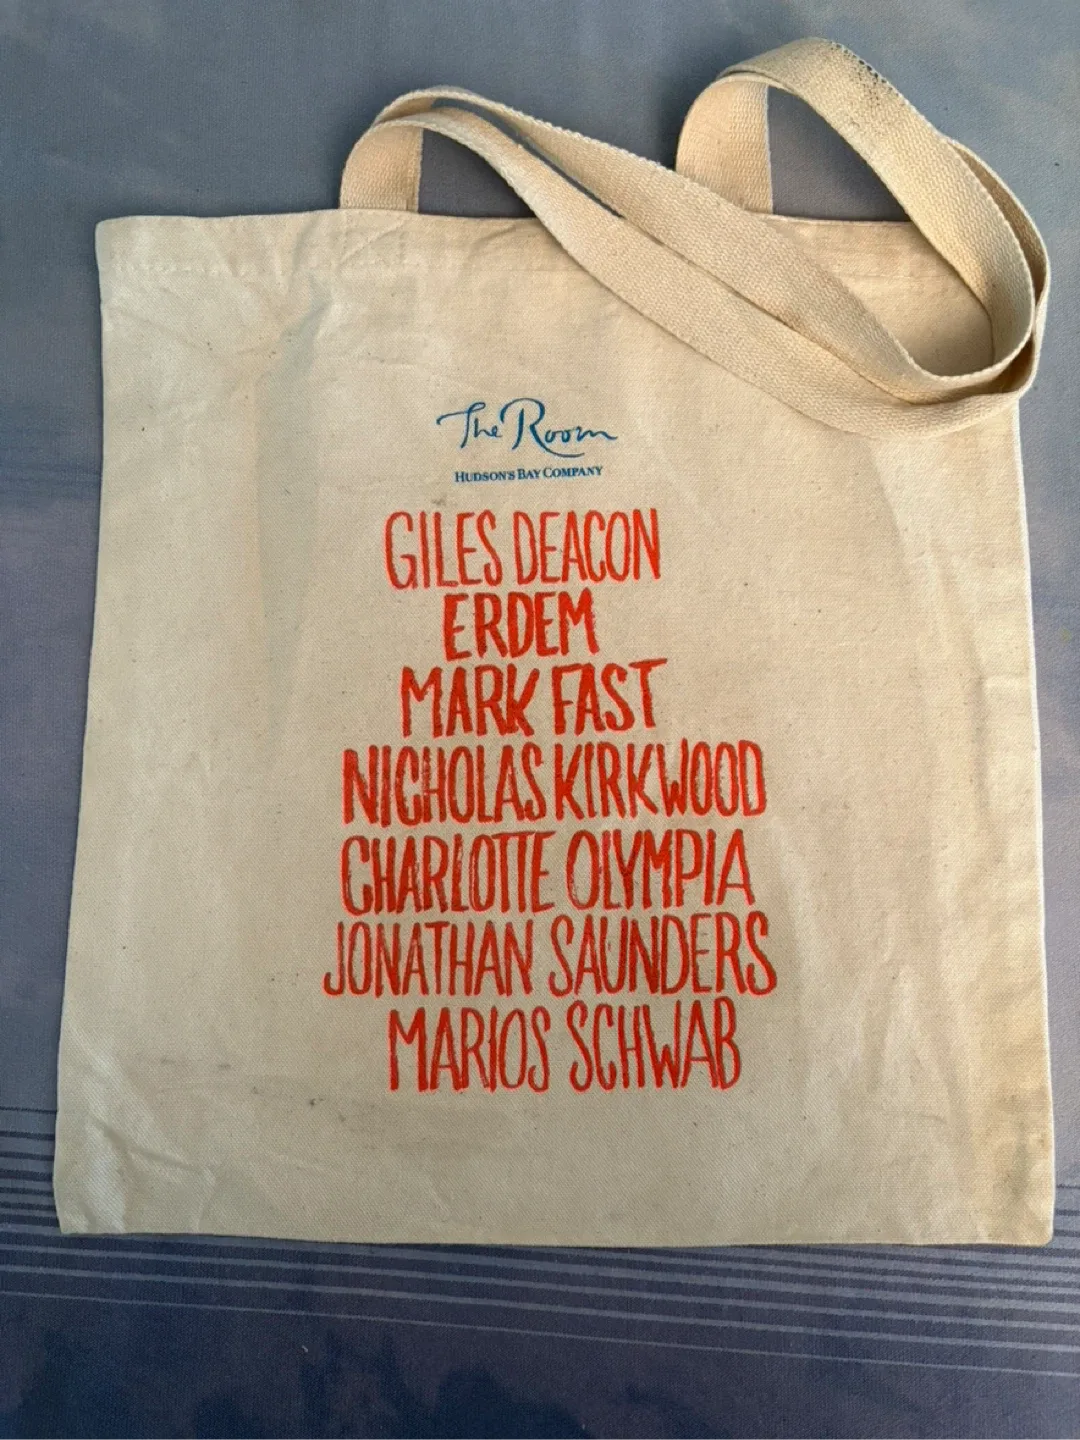 The Room
HUDSON'S BAY COMPANY
GILES DEACON
ERDEM
MARK FAST
NICHOLAS KIRKWOOD
CHARLOTTE OLYMPIA
JONATHAN SAUNDERS
MARIOS SCHWAB